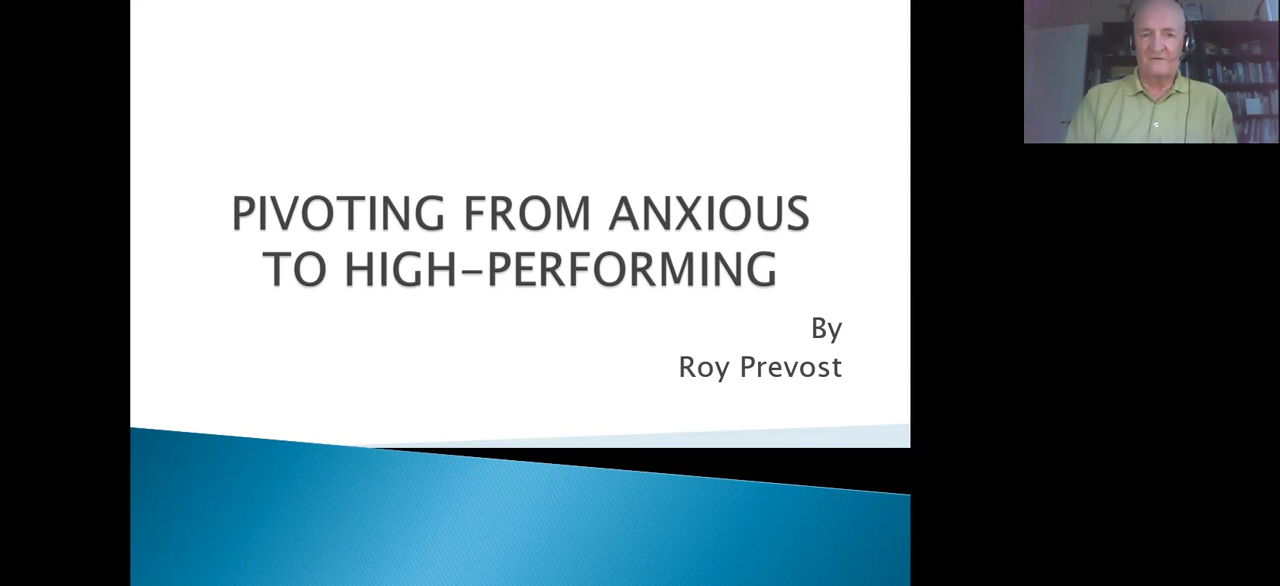 PIVOTING FROM ANXIOUS
TO HIGH-PERFORMING
By
Roy Prevost